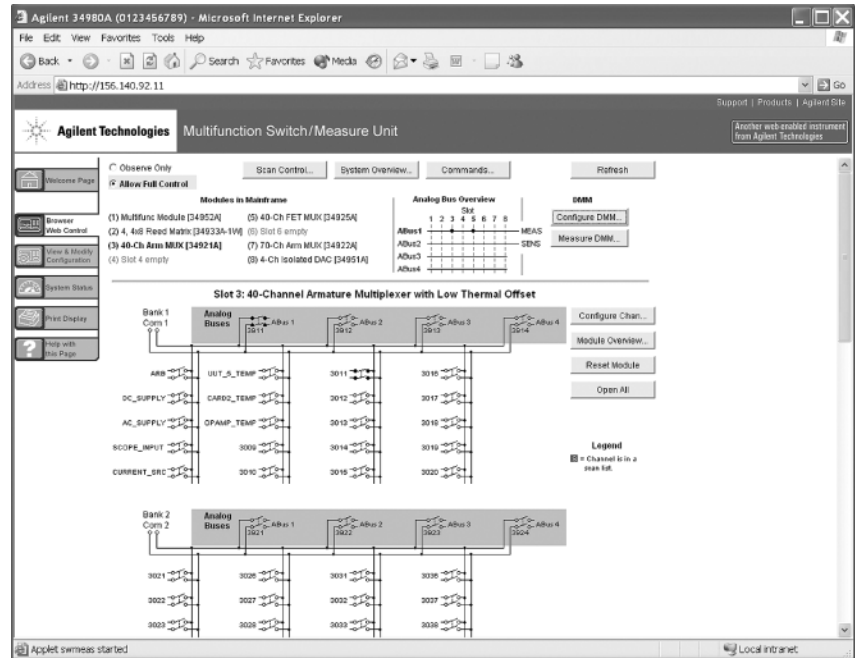 Agilent 34980A (0123456789) - Microsoft Internet Explorer
File Edit View Favorites Tools Help
Back Search Favorites Media
Address http://156.140.92.11 Go
Support | Products | Agilent Site
Agilent Technologies Multifunction Switch/Measure Unit
Another web-enabled instrument
from Agilent Technologies
Welcome Page
Browser
Web Control
View & Modify
Configuration
System Status
Print Display
Help with
this Page
Observe Only
Allow Full Control
Scan Control... System Overview... Commands... Refresh
Modules in Mainframe
(1) Multifunc Module [34952A] (5) 40-Ch FET MUX [34925A]
(2) 4, 4x8 Reed Matrix [34933A-1W] (6) Slot 6 empty
(3) 40-Ch Arm MUX [34921A] (7) 70-Ch Arm MUX [34922A]
(4) Slot 4 empty (8) 4-Ch Isolated DAC [34951A]
Analog Bus Overview
Slot
1 2 3 4 5 6 7 8
ABus1 MEAS
ABus2 SENS
ABus3
ABus4
DMM
Configure DMM...
Measure DMM...
Slot 3: 40-Channel Armature Multiplexer with Low Thermal Offset
Bank 1
Com 1
Analog
Buses
ABus 1 ABus 2 ABus 3 ABus 4
3911 3912 3913 3914
ARB UUT_5_TEMP 3011 3016
DC_SUPPLY CARD2_TEMP 3012 3017
AC_SUPPLY OPAMP_TEMP 3013 3018
SCOPE_INPUT 3009 3014 3019
CURRENT_SRC 3010 3015 3020
Configure Chan...
Module Overview...
Reset Module
Open All
Legend
= Channel is in a
scan list.
Bank 2
Com 2
Analog
Buses
ABus 1 ABus 2 ABus 3 ABus 4
3921 3922 3923 3924
3021 3026 3031 3036
3022 3027 3032 3037
3023 3028 3033 3038
Applet swmeas started
Local intranet